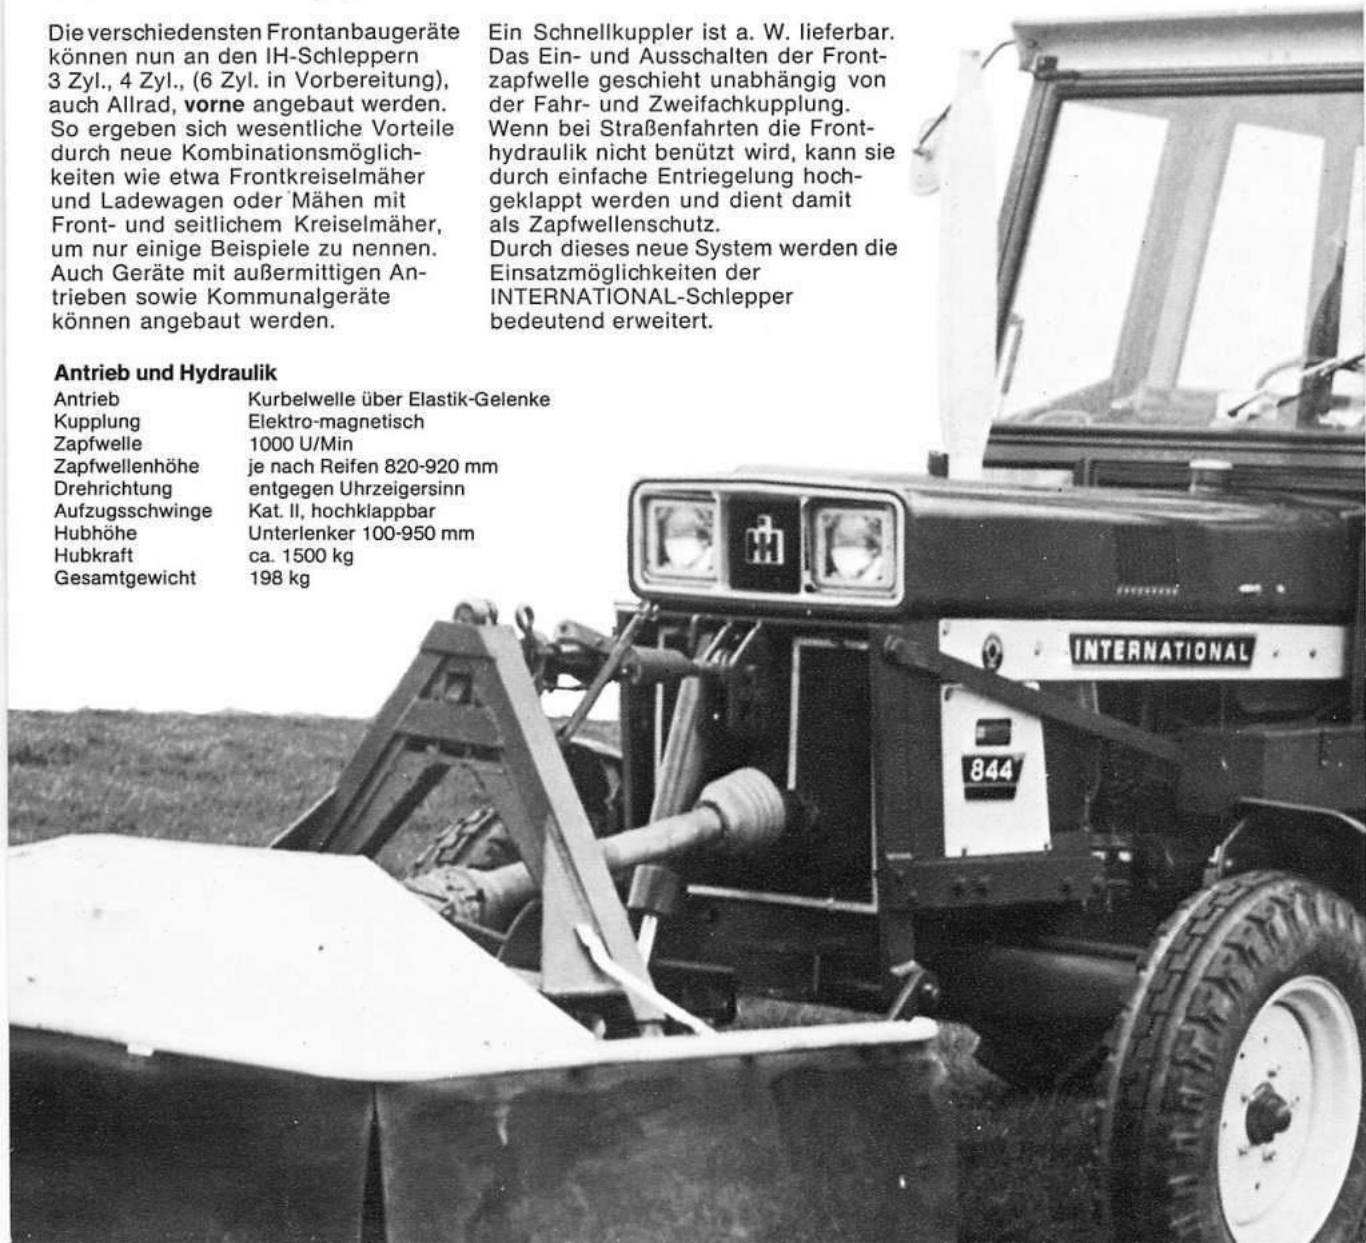 Die verschiedensten Frontanbaugeräte
können nun an den IH-Schleppern
3 Zyl., 4 Zyl., (6 Zyl. in Vorbereitung),
auch Allrad, vorne angebaut werden.
So ergeben sich wesentliche Vorteile
durch neue Kombinationsmöglich-
keiten wie etwa Frontkreiselmäher
und Ladewagen oder Mähen mit
Front- und seitlichem Kreiselmäher,
um nur einige Beispiele zu nennen.
Auch Geräte mit außermittigen An-
trieben sowie Kommunalgeräte
können angebaut werden.
Ein Schnellkuppler ist a. W. lieferbar.
Das Ein- und Ausschalten der Front-
zapfwelle geschieht unabhängig von
der Fahr- und Zweifachkupplung.
Wenn bei Straßenfahrten die Front-
hydraulik nicht benützt wird, kann sie
durch einfache Entriegelung hoch-
geklappt werden und dient damit
als Zapfwellenschutz.
Durch dieses neue System werden die
Einsatzmöglichkeiten der
INTERNATIONAL-Schlepper
bedeutend erweitert.
Antrieb und Hydraulik
Antrieb Kurbelwelle über Elastik-Gelenke
Kupplung Elektro-magnetisch
Zapfwelle 1000 U/Min
Zapfwellenhöhe je nach Reifen 820-920 mm
Drehrichtung entgegen Uhrzeigersinn
Aufzugsschwinge Kat. II, hochklappbar
Hubhöhe Unterlenker 100-950 mm
Hubkraft ca. 1500 kg
Gesamtgewicht 198 kg
INTERNATIONAL
844